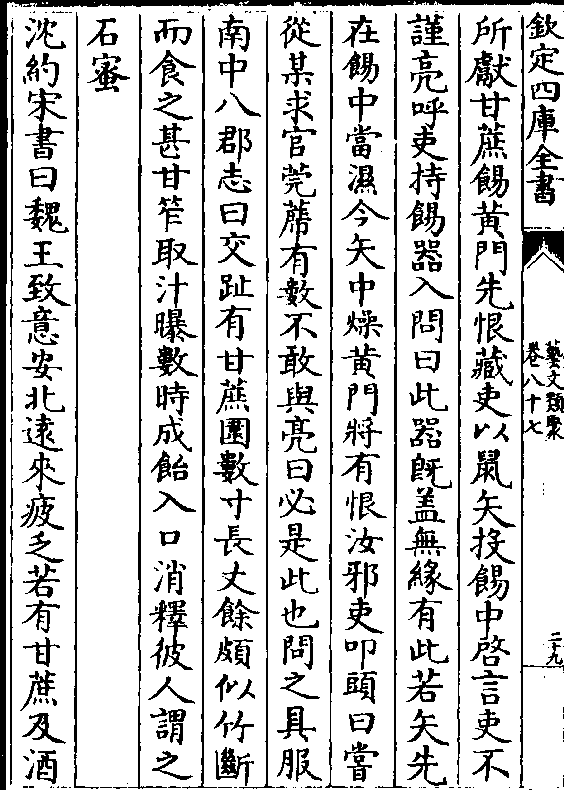 欽定四庫全書
藝文類聚
卷八十七
二十九
所獻甘蔗餳黄門先恨藏吏以鼠矢投餳中啓言吏不
謹亮呼吏持餳器入問曰此器既盖無緣有此若矢先
在餳中當濕今矢中燥黄門將有恨汝邪吏叩頭曰嘗
從某求官莞蓆有數不敢與亮曰必是此也問之具服
南中八郡志曰交趾有甘蔗圍數寸長丈餘頗似竹斷
而食之甚甘笮取汁曝數時成飴入口消釋彼人謂之
石蜜
沈約宋書曰魏王致意安北遠來疲乏若有甘蔗及酒